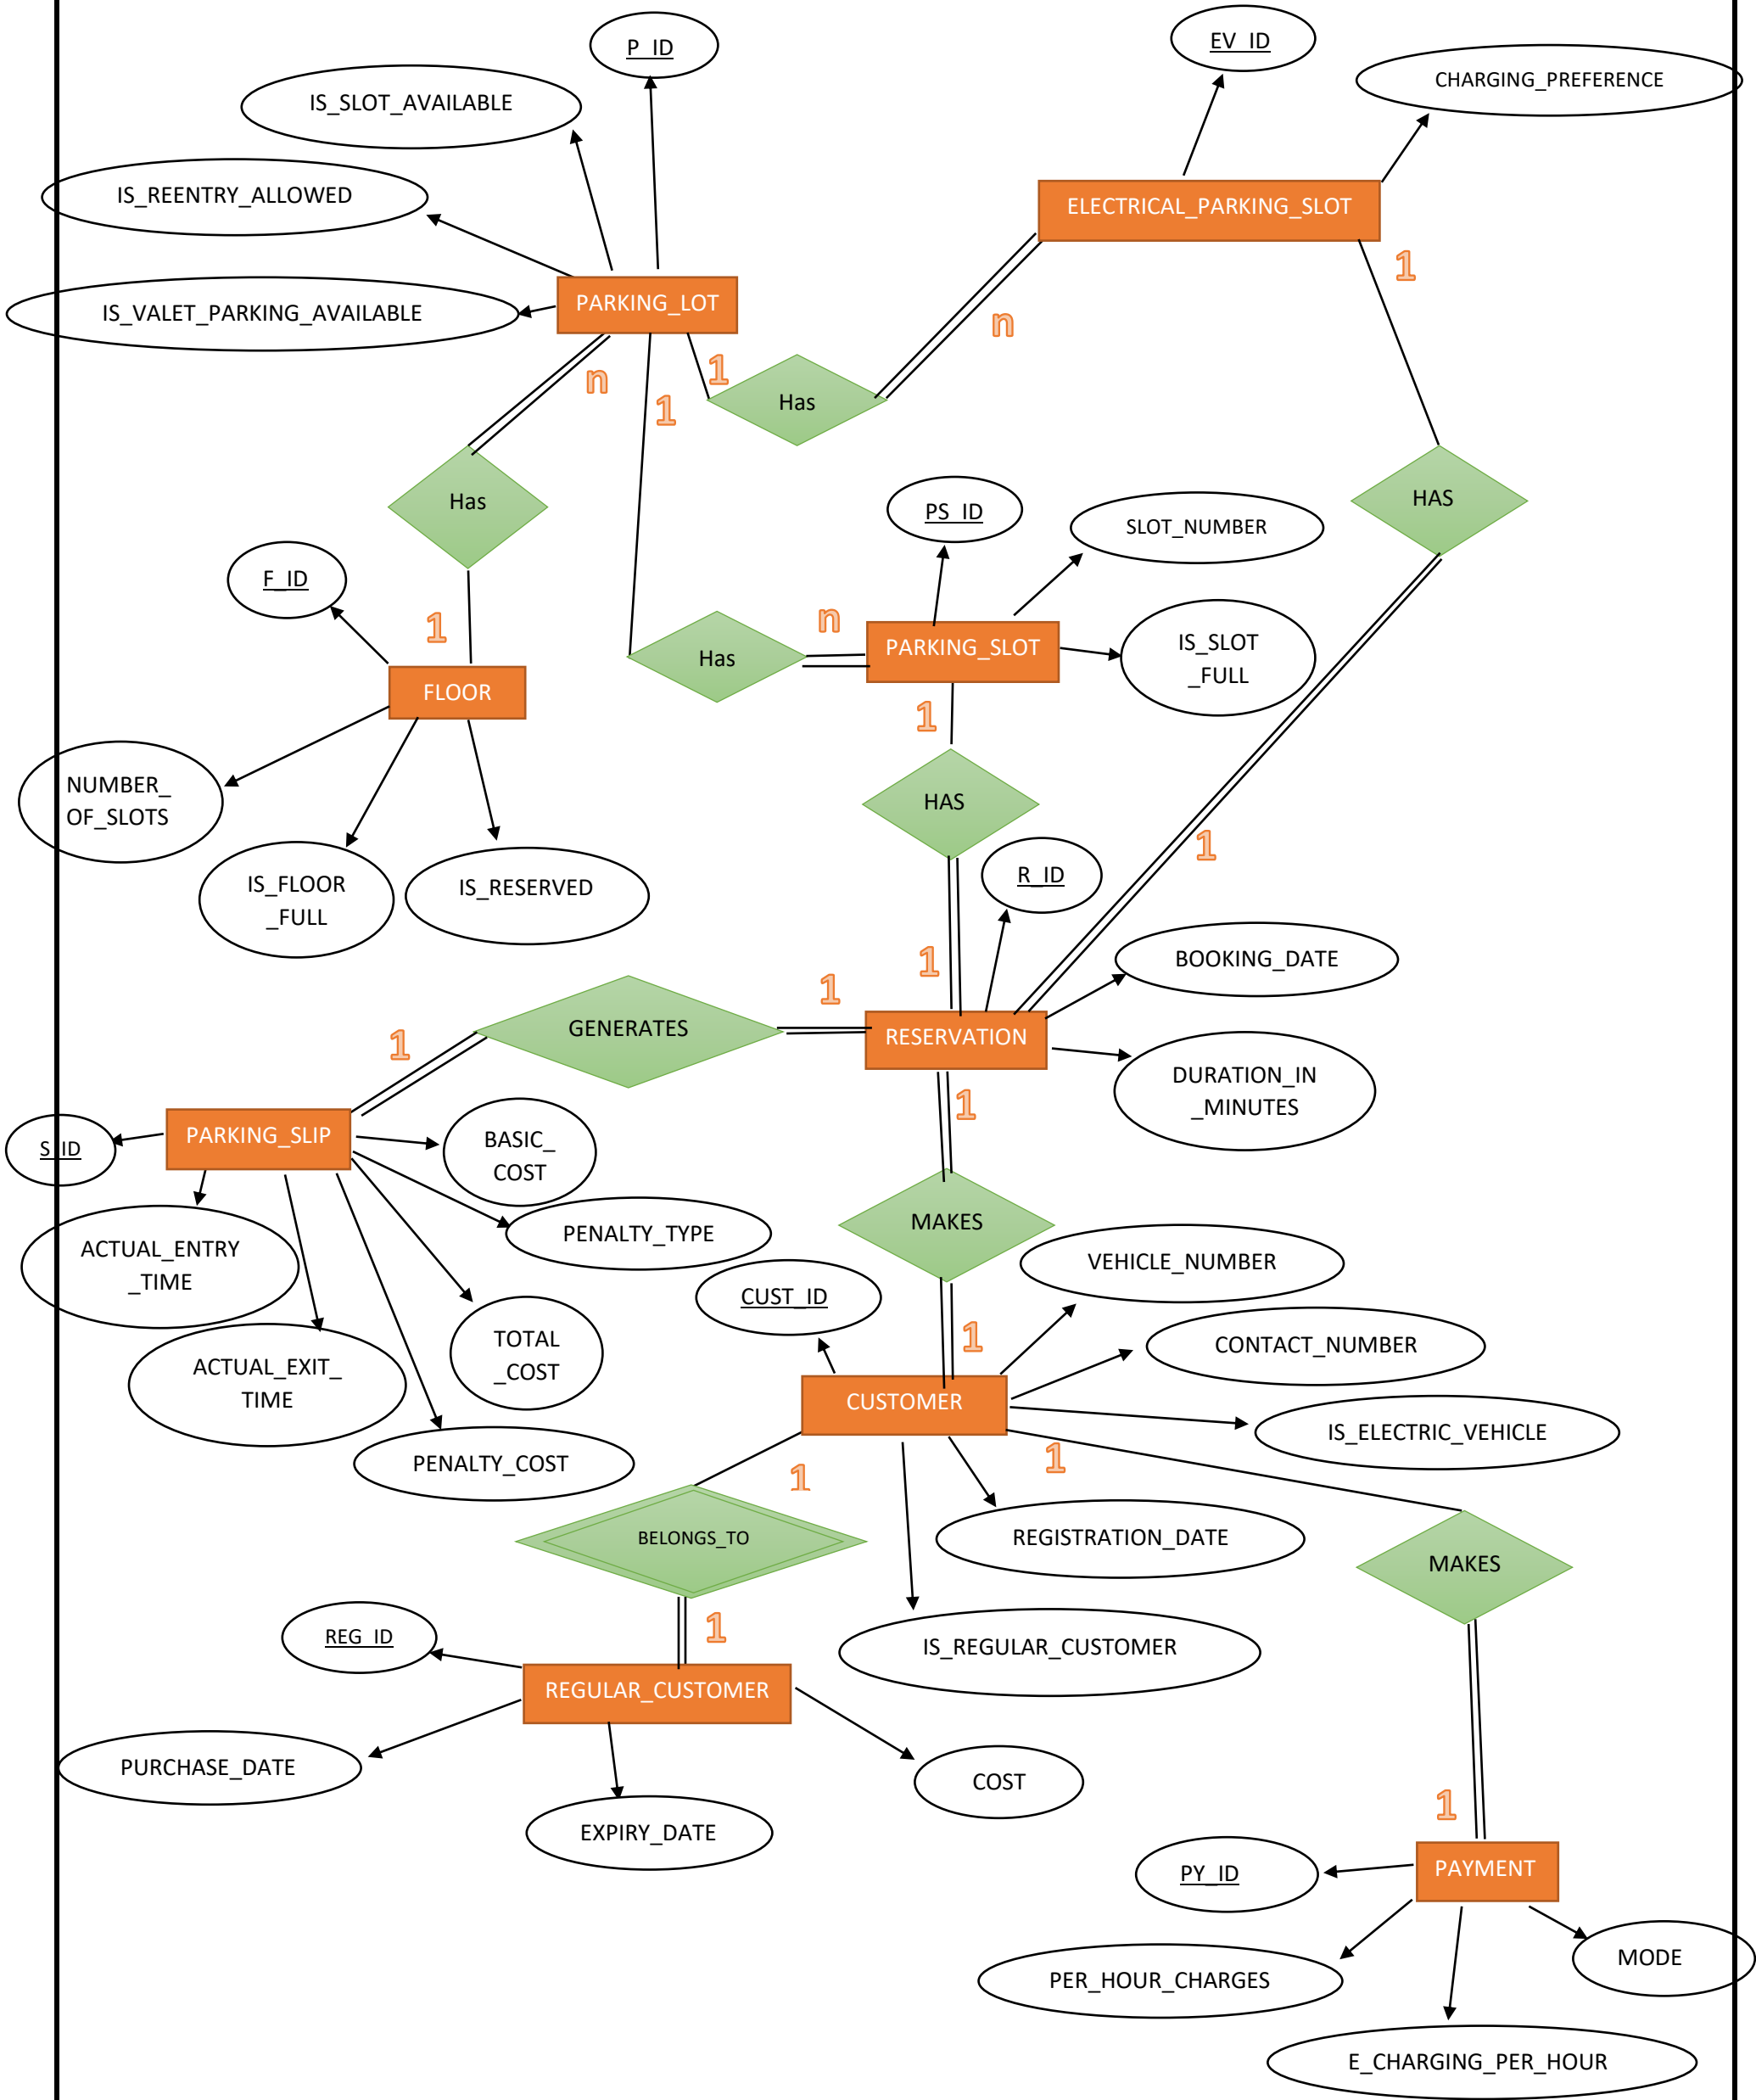 P_ID
EV_ID
CHARGING_PREFERENCE
IS_SLOT_AVAILABLE
IS_REENTRY_ALLOWED
ELECTRICAL_PARKING_SLOT
1
PARKING_LOT
IS_VALET_PARKING_AVAILABLE
n
1
n
1
Has
Has
HAS
PS_ID
SLOT_NUMBER
F_ID
n
1
PARKING_SLOT
IS_SLOT
_FULL
Has
FLOOR
1
NUMBER_
OF_SLOTS
HAS
1
IS_FLOOR
_FULL
IS_RESERVED
R_ID
1
BOOKING_DATE
1
GENERATES
1
RESERVATION
DURATION_IN
_MINUTES
1
PARKING_SLIP
S_ID
BASIC_
COST
MAKES
PENALTY_TYPE
ACTUAL_ENTRY
_TIME
VEHICLE_NUMBER
CUST_ID
TOTAL
_COST
1
CONTACT_NUMBER
ACTUAL_EXIT_
TIME
CUSTOMER
IS_ELECTRIC_VEHICLE
PENALTY_COST
1
1
BELONGS_TO
REGISTRATION_DATE
MAKES
REG_ID
1
IS_REGULAR_CUSTOMER
REGULAR_CUSTOMER
PURCHASE_DATE
COST
EXPIRY_DATE
1
PAYMENT
PY_ID
MODE
PER_HOUR_CHARGES
E_CHARGING_PER_HOUR